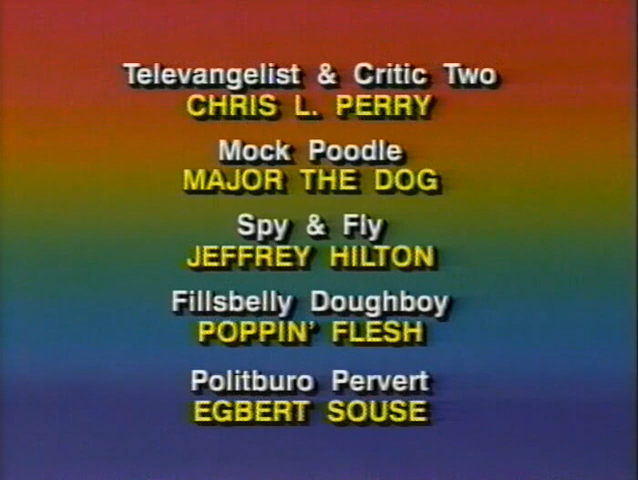 Televangelist & Critic Two
CHRIS L. PERRY
Mock Poodle
MAJOR THE DOG
Spy & Fly
JEFFREY HILTON
Fillsbelly Doughboy
POPPIN' FLESH
Politburo Pervert
EGBERT SOUSE